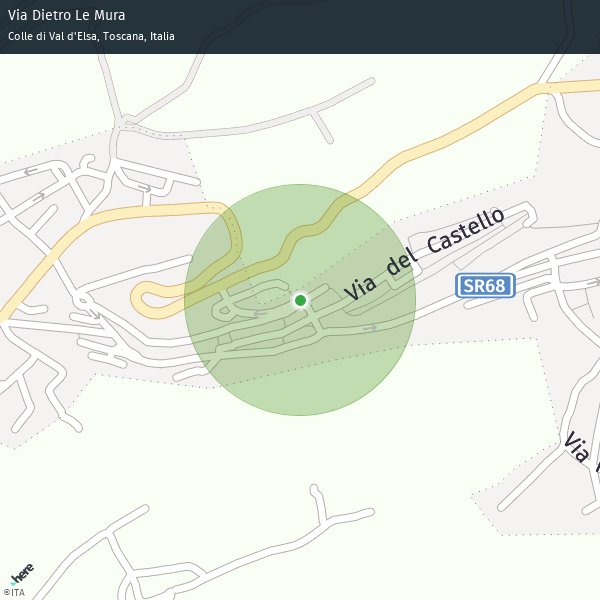 Via Dietro Le Mura
Colle di Val d'Elsa, Toscana, Italia
Via del Castello
SR68
Via
here
©ITA